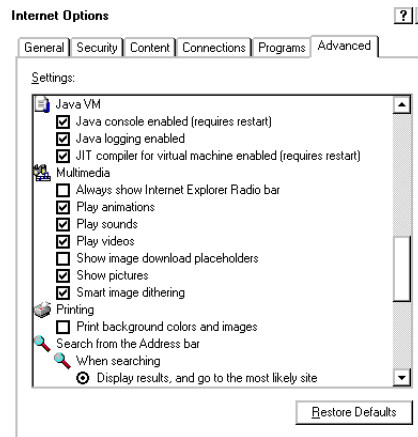 Internet Options
?
General Security Content Connections Programs Advanced
Settings:
Java VM
Java console enabled (requires restart)
Java logging enabled
JIT compiler for virtual machine enabled (requires restart)
Multimedia
Always show Internet Explorer Radio bar
Play animations
Play sounds
Play videos
Show image download placeholders
Show pictures
Smart image dithering
Printing
Print background colors and images
Search from the Address bar
When searching
Display results, and go to the most likely site
Restore Defaults